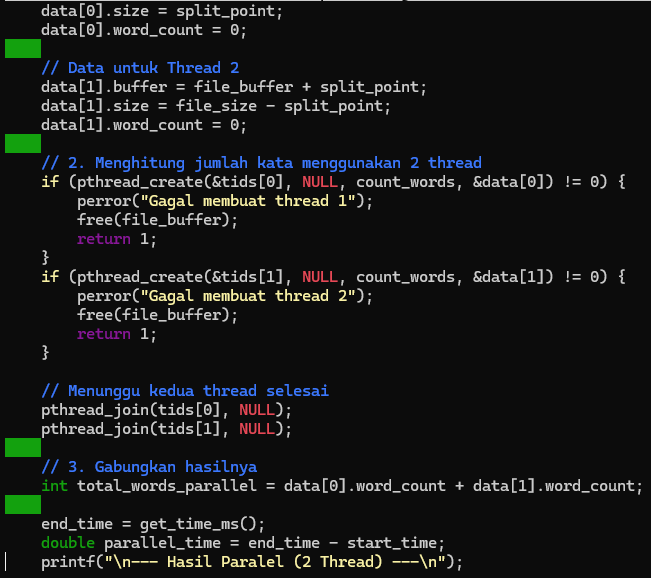 data[0].size = split_point;
    data[0].word_count = 0;

    // Data untuk Thread 2
    data[1].buffer = file_buffer + split_point;
    data[1].size = file_size - split_point;
    data[1].word_count = 0;

    // 2. Menghitung jumlah kata menggunakan 2 thread
    if (pthread_create(&tids[0], NULL, count_words, &data[0]) != 0) {
        perror("Gagal membuat thread 1");
        free(file_buffer);
        return 1;
    }
    if (pthread_create(&tids[1], NULL, count_words, &data[1]) != 0) {
        perror("Gagal membuat thread 2");
        free(file_buffer);
        return 1;
    }

    // Menunggu kedua thread selesai
    pthread_join(tids[0], NULL);
    pthread_join(tids[1], NULL);

    // 3. Gabungkan hasilnya
    int total_words_parallel = data[0].word_count + data[1].word_count;

    end_time = get_time_ms();
    double parallel_time = end_time - start_time;
    printf("\n--- Hasil Paralel (2 Thread) ---\n");